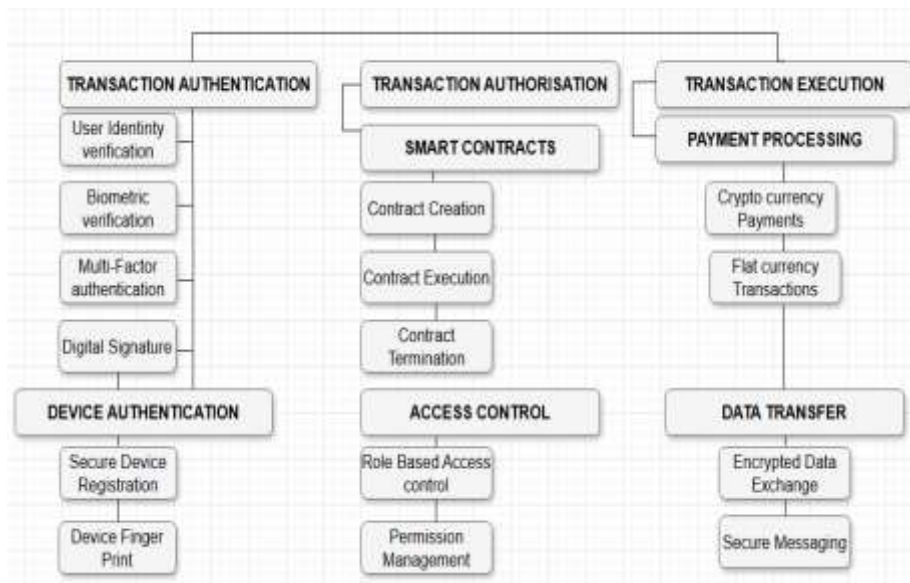 TRANSACTION AUTHENTICATION
User Identinty
verification
Biometric
verification
Multi-Factor
authentication
Digital Signature
DEVICE AUTHENTICATION
Secure Device
Registration
Device Finger
Print
TRANSACTION AUTHORISATION
SMART CONTRACTS
Contract Creation
Contract Execution
Contract
Termination
ACCESS CONTROL
Role Based Access
control
Permission
Management
TRANSACTION EXECUTION
PAYMENT PROCESSING
Crypto currency
Payments
Flat currency
Transactions
DATA TRANSFER
Encrypted Data
Exchange
Secure Messaging